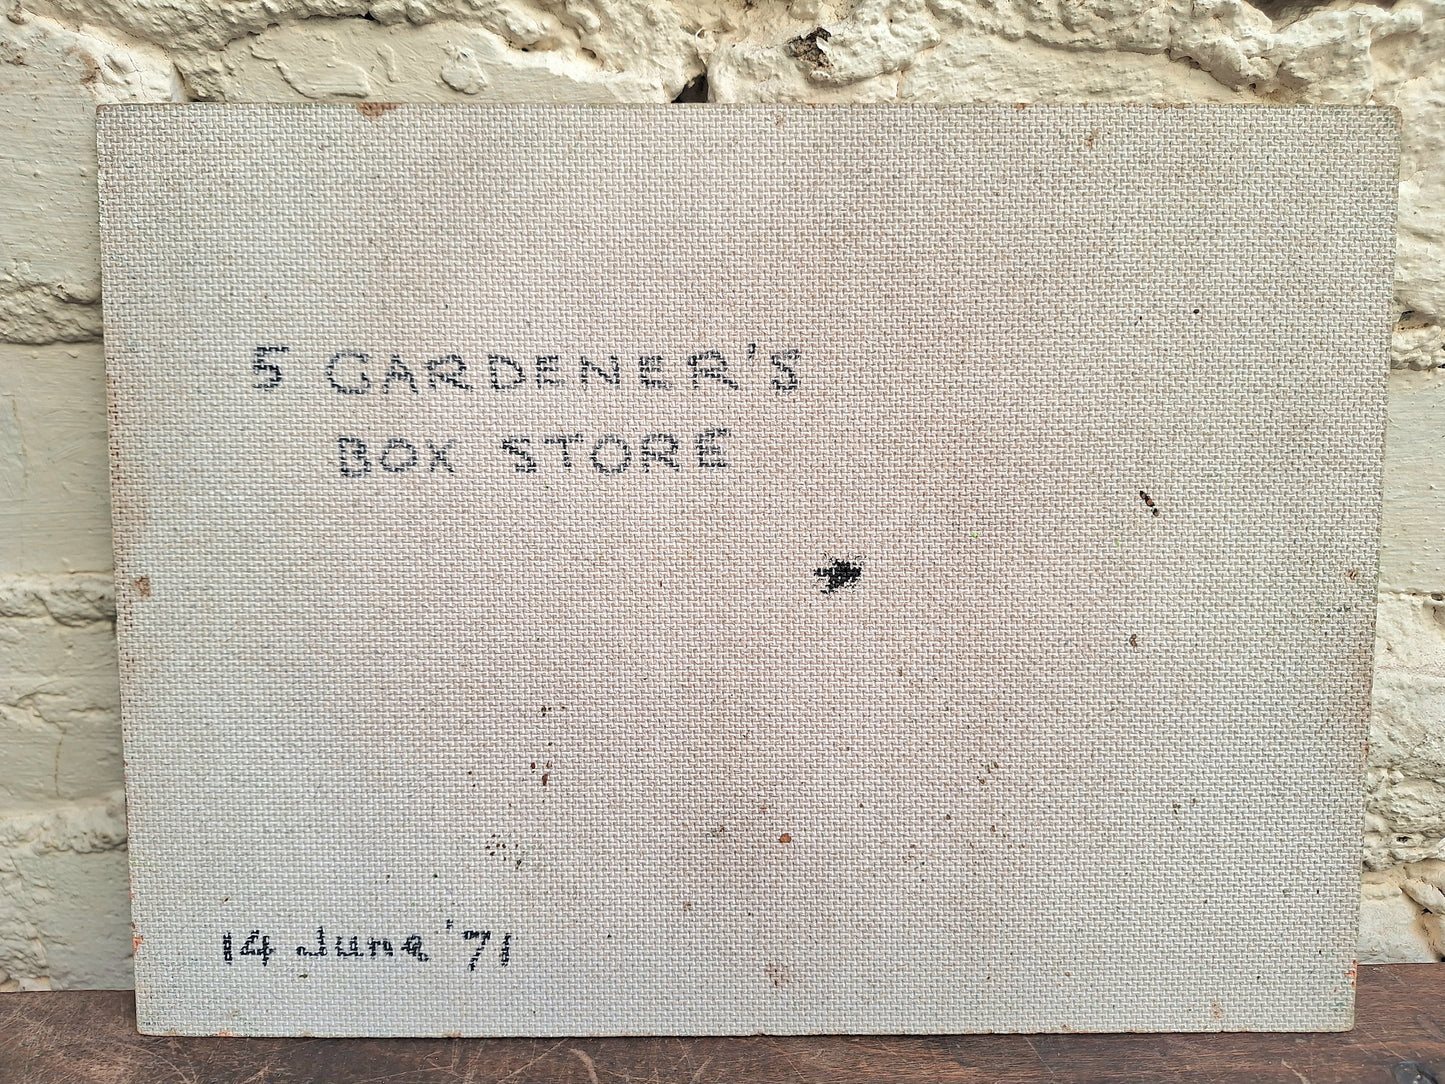 5 GARDENER'S
BOX STORE
14 June '71